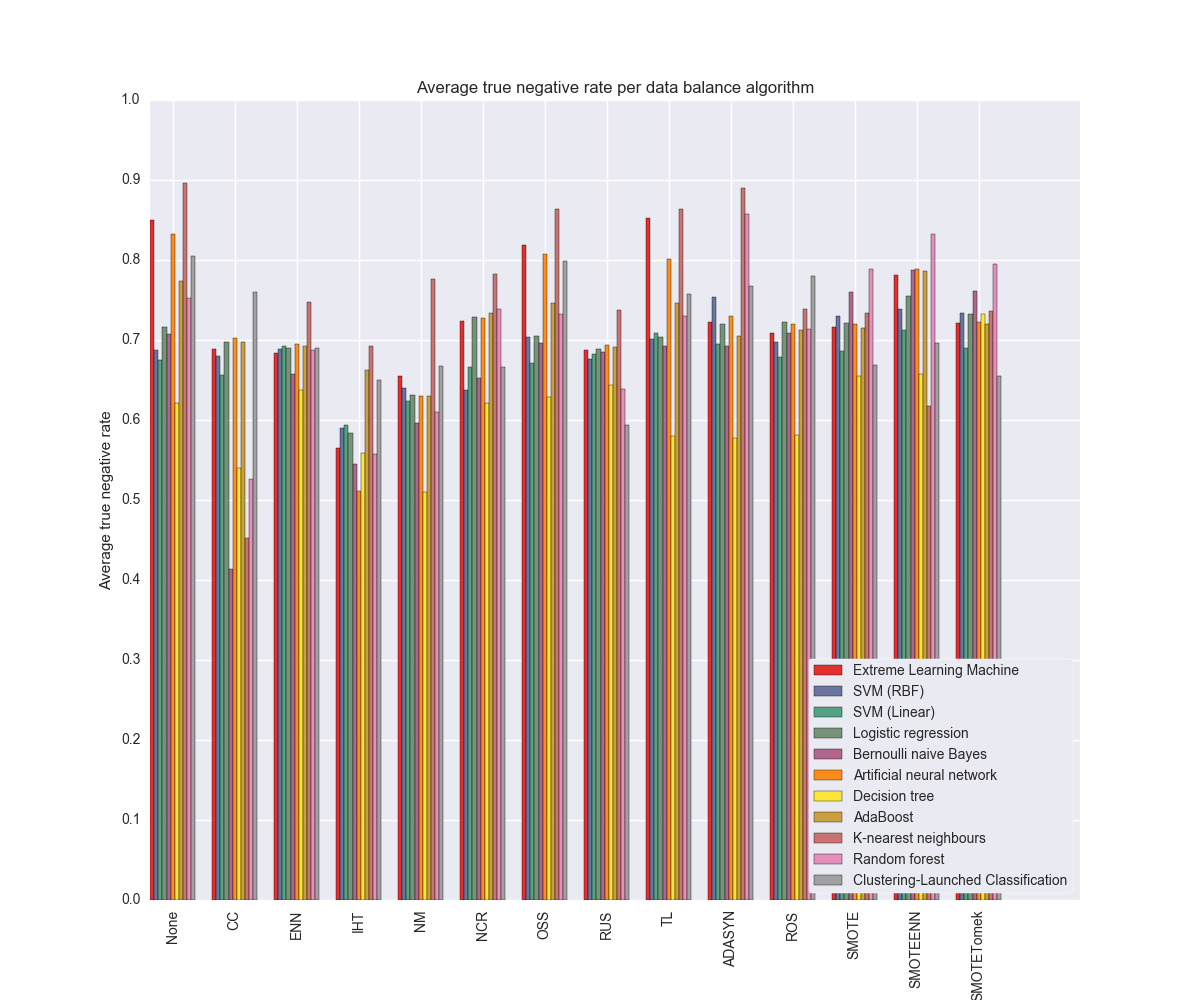 Average true negative rate per data balance algorithm
1.0
0.9
0.8
0.7
0.6
0.5
0.4
0.3
0.2
0.1
0.0
Average true negative rate
Extreme Learning Machine
SVM (RBF)
SVM (Linear)
Logistic regression
Bernoulli naive Bayes
Artificial neural network
Decision tree
AdaBoost
K-nearest neighbours
Random forest
Clustering-Launched Classification
None
CC
ENN
IHT
NM
NCR
OSS
RUS
TL
ADASYN
ROS
SMOTE
SMOTEENN
SMOTETomek